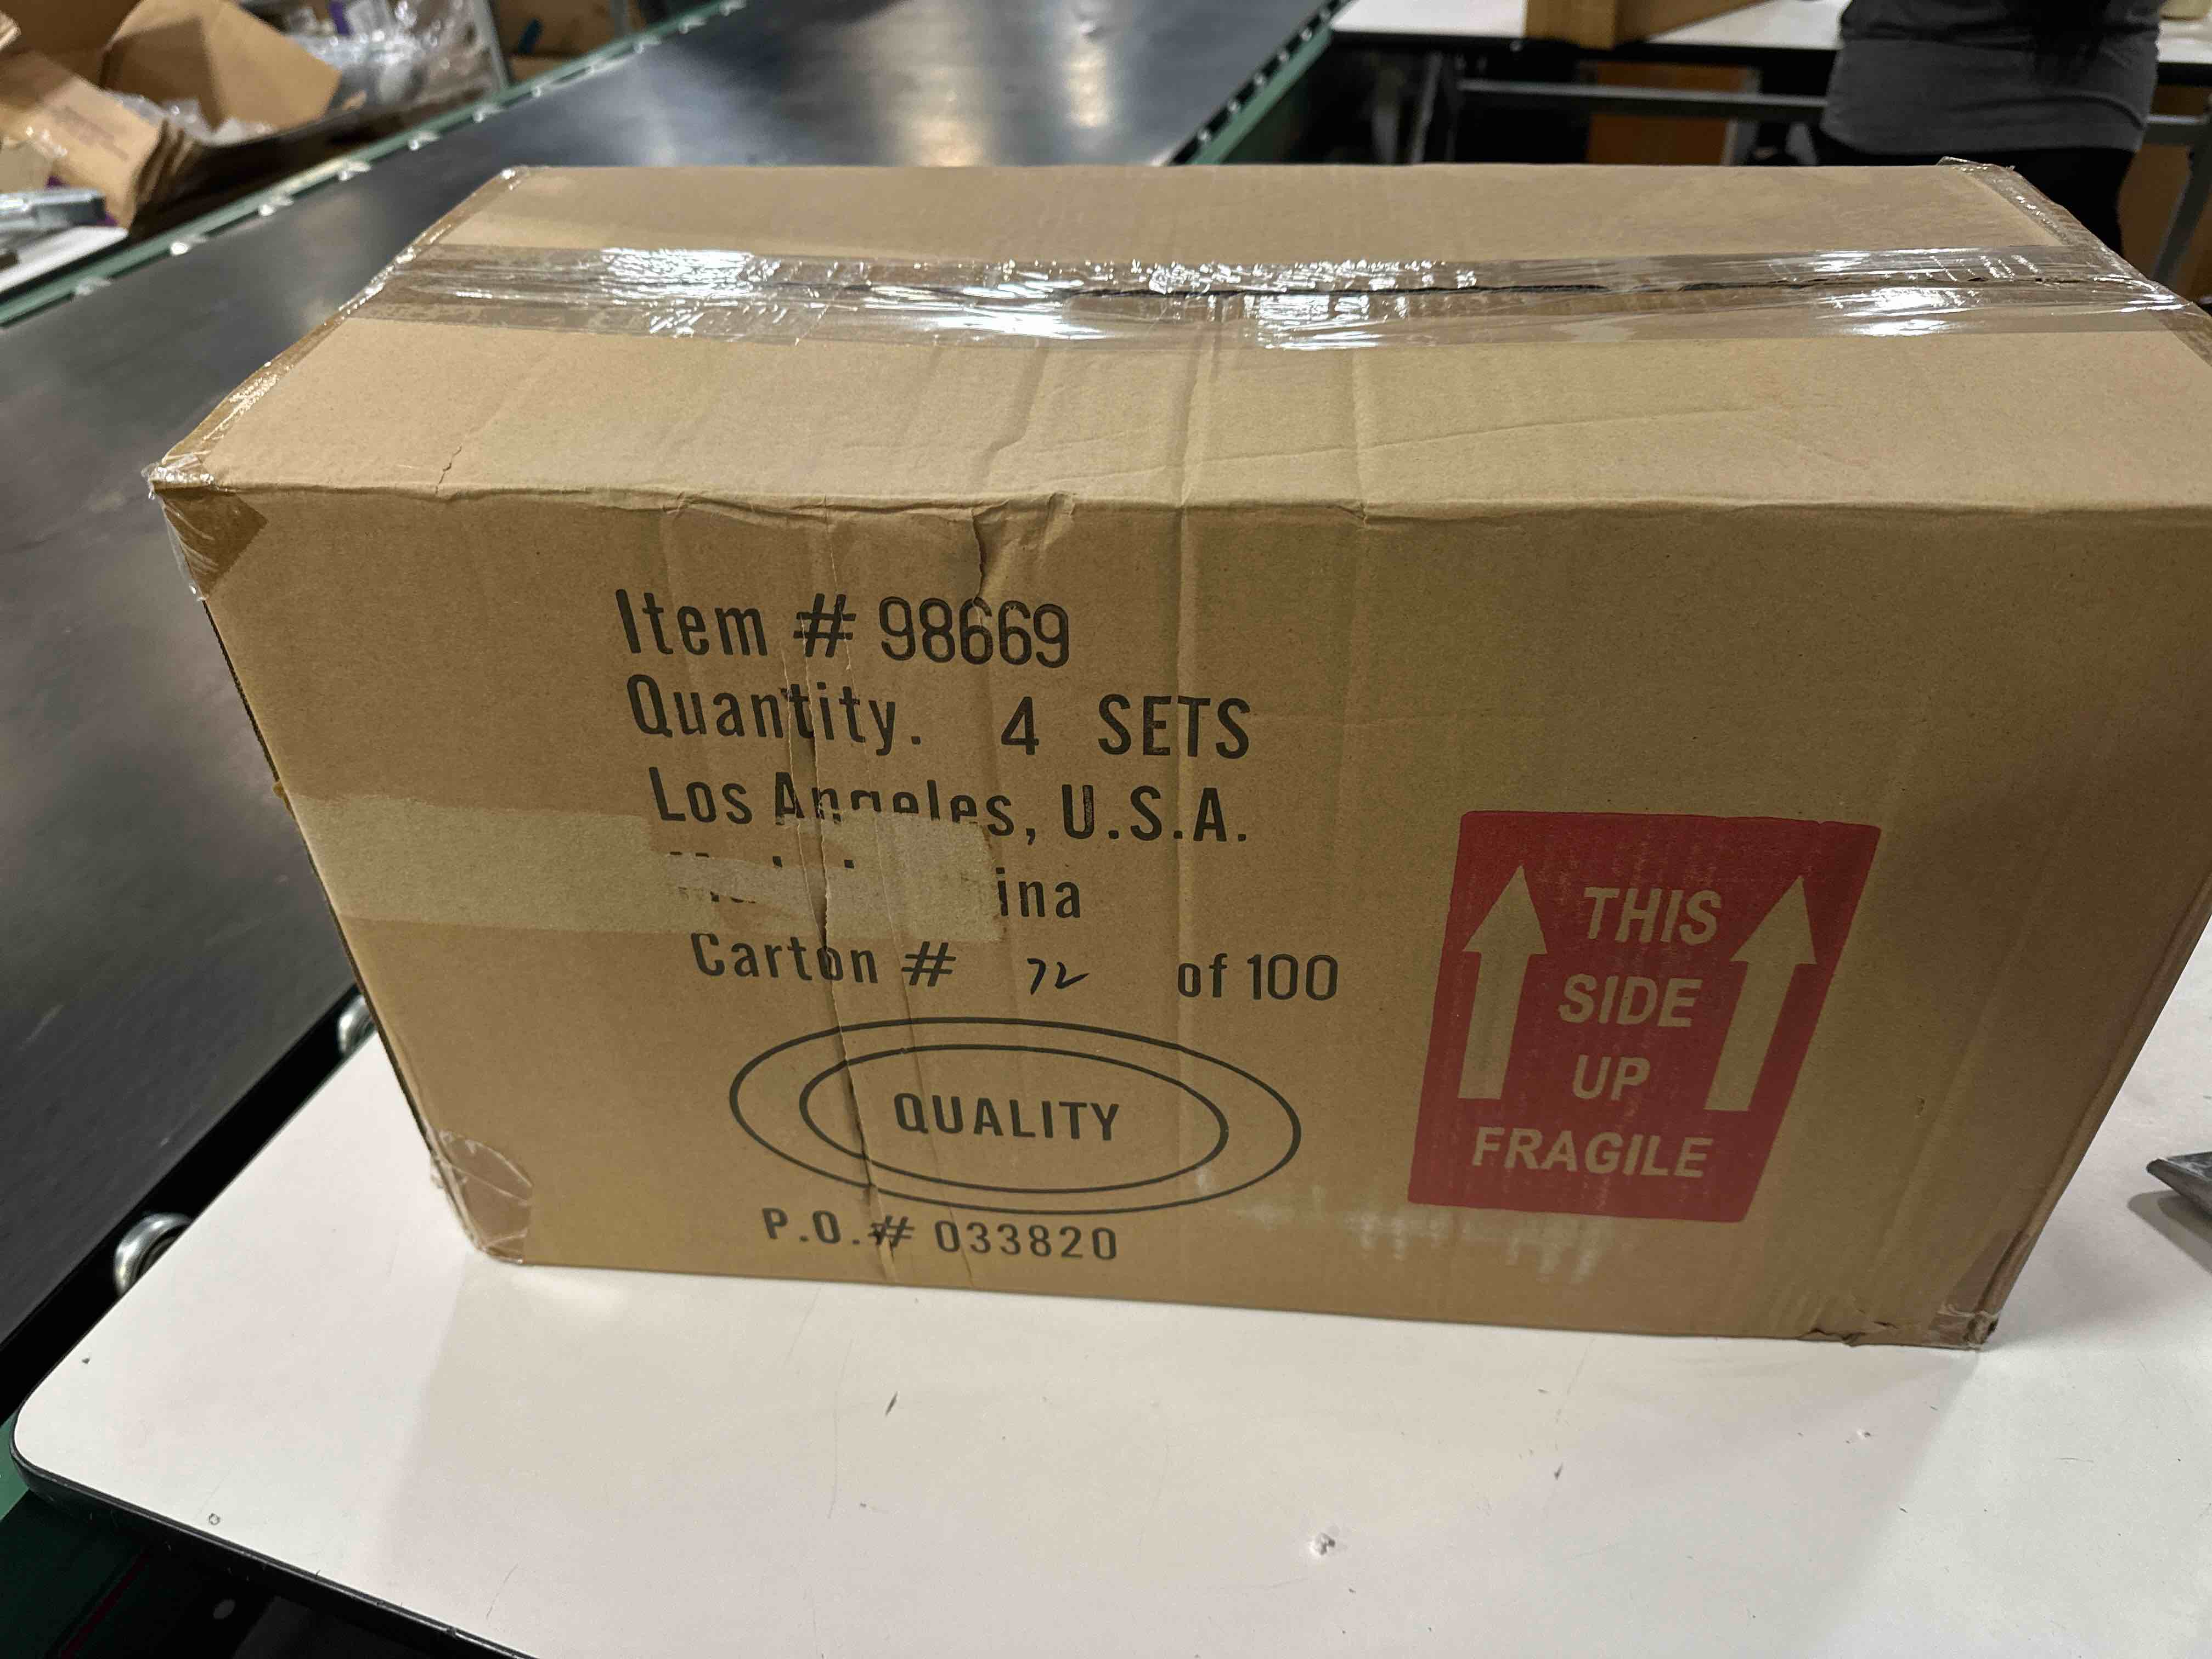 Item # 98669
Quantity. 4 SETS
Los Angeles, U.S.A.
ina
Carton # 72 of 100
QUALITY
P.O.# 033820
THIS
SIDE
UP
FRAGILE